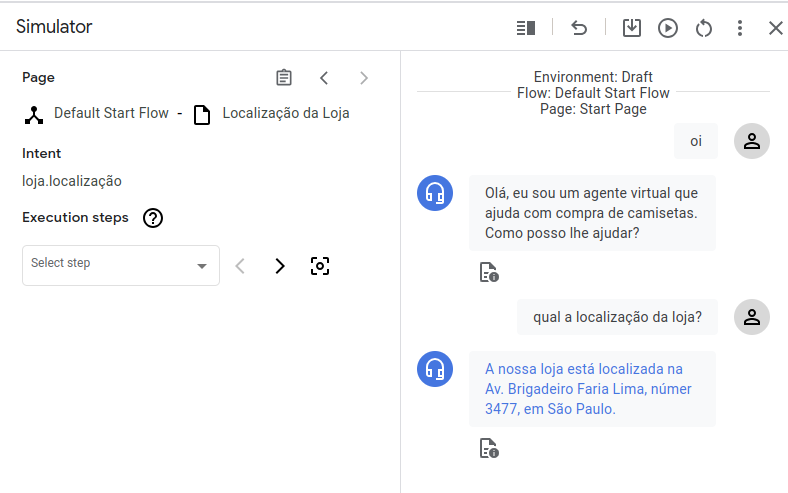 Simulator
Page
Default Start Flow - Localização da Loja
Intent
loja.localização
Execution steps
Select step
Environment: Draft
Flow: Default Start Flow
Page: Start Page
oi
Olá, eu sou um agente virtual que
ajuda com compra de camisetas.
Como posso lhe ajudar?
qual a localização da loja?
A nossa loja está localizada na
Av. Brigadeiro Faria Lima, númer
3477, em São Paulo.